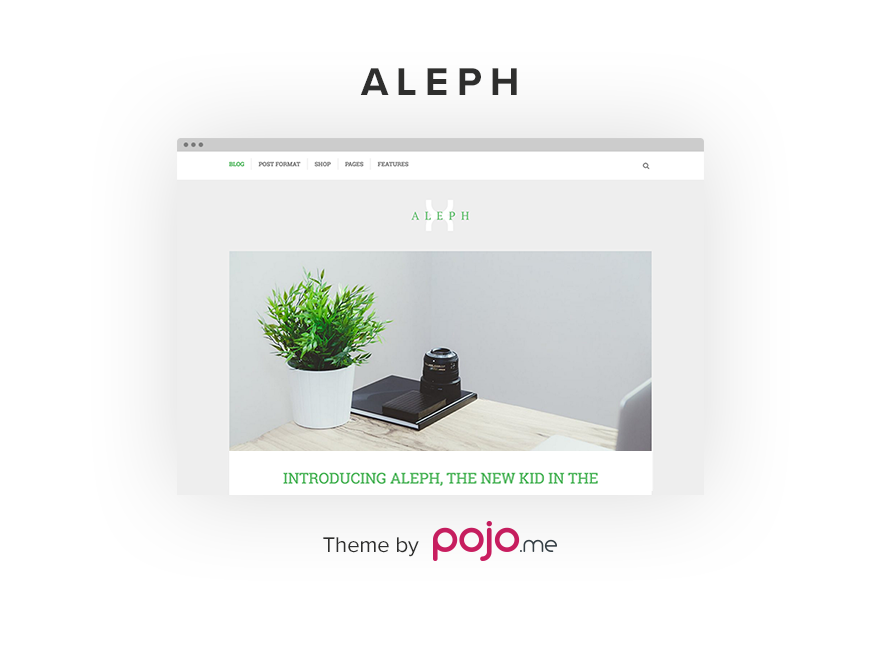 ALEPH
BLOG POST FORMAT SHOP PAGES FEATURES
ALEPH
INTRODUCING ALEPH, THE NEW KID IN THE
Theme by pojo.me